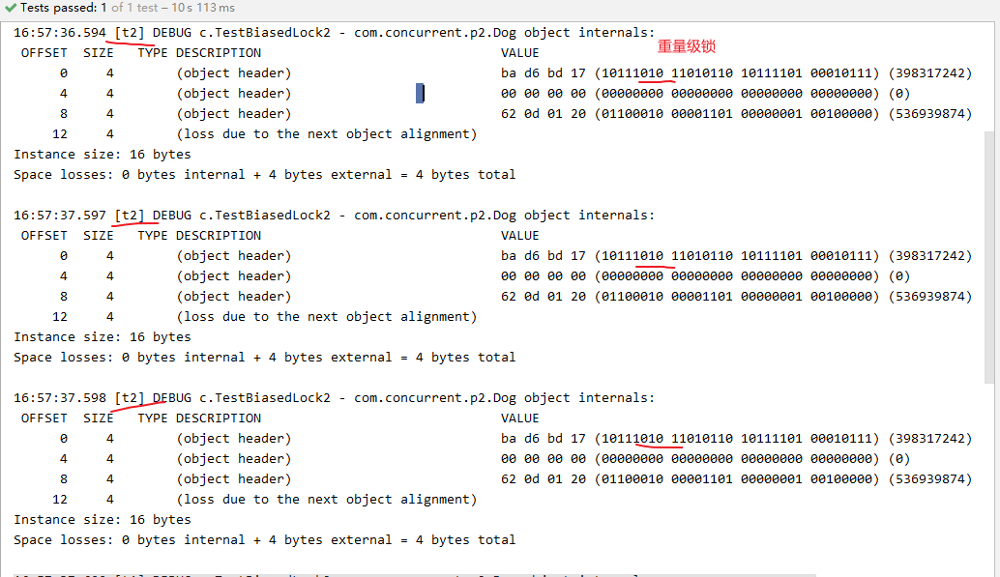 Tests passed: 1 of 1 test – 10 s 113 ms
16:57:36.594 [t2] DEBUG c.TestBiasedLock2 - com.concurrent.p2.Dog object internals:
重量级锁
OFFSET SIZE TYPE DESCRIPTION VALUE
0 4 (object header) ba d6 bd 17 (10111010 11010110 10111101 00010111) (398317242)
4 4 (object header) 00 00 00 00 (00000000 00000000 00000000 00000000) (0)
8 4 (object header) 62 0d 01 20 (01100010 00001101 00000001 00100000) (536939874)
12 4 (loss due to the next object alignment)
Instance size: 16 bytes
Space losses: 0 bytes internal + 4 bytes external = 4 bytes total
16:57:37.597 [t2] DEBUG c.TestBiasedLock2 - com.concurrent.p2.Dog object internals:
OFFSET SIZE TYPE DESCRIPTION VALUE
0 4 (object header) ba d6 bd 17 (10111010 11010110 10111101 00010111) (398317242)
4 4 (object header) 00 00 00 00 (00000000 00000000 00000000 00000000) (0)
8 4 (object header) 62 0d 01 20 (01100010 00001101 00000001 00100000) (536939874)
12 4 (loss due to the next object alignment)
Instance size: 16 bytes
Space losses: 0 bytes internal + 4 bytes external = 4 bytes total
16:57:37.598 [t2] DEBUG c.TestBiasedLock2 - com.concurrent.p2.Dog object internals:
OFFSET SIZE TYPE DESCRIPTION VALUE
0 4 (object header) ba d6 bd 17 (10111010 11010110 10111101 00010111) (398317242)
4 4 (object header) 00 00 00 00 (00000000 00000000 00000000 00000000) (0)
8 4 (object header) 62 0d 01 20 (01100010 00001101 00000001 00100000) (536939874)
12 4 (loss due to the next object alignment)
Instance size: 16 bytes
Space losses: 0 bytes internal + 4 bytes external = 4 bytes total